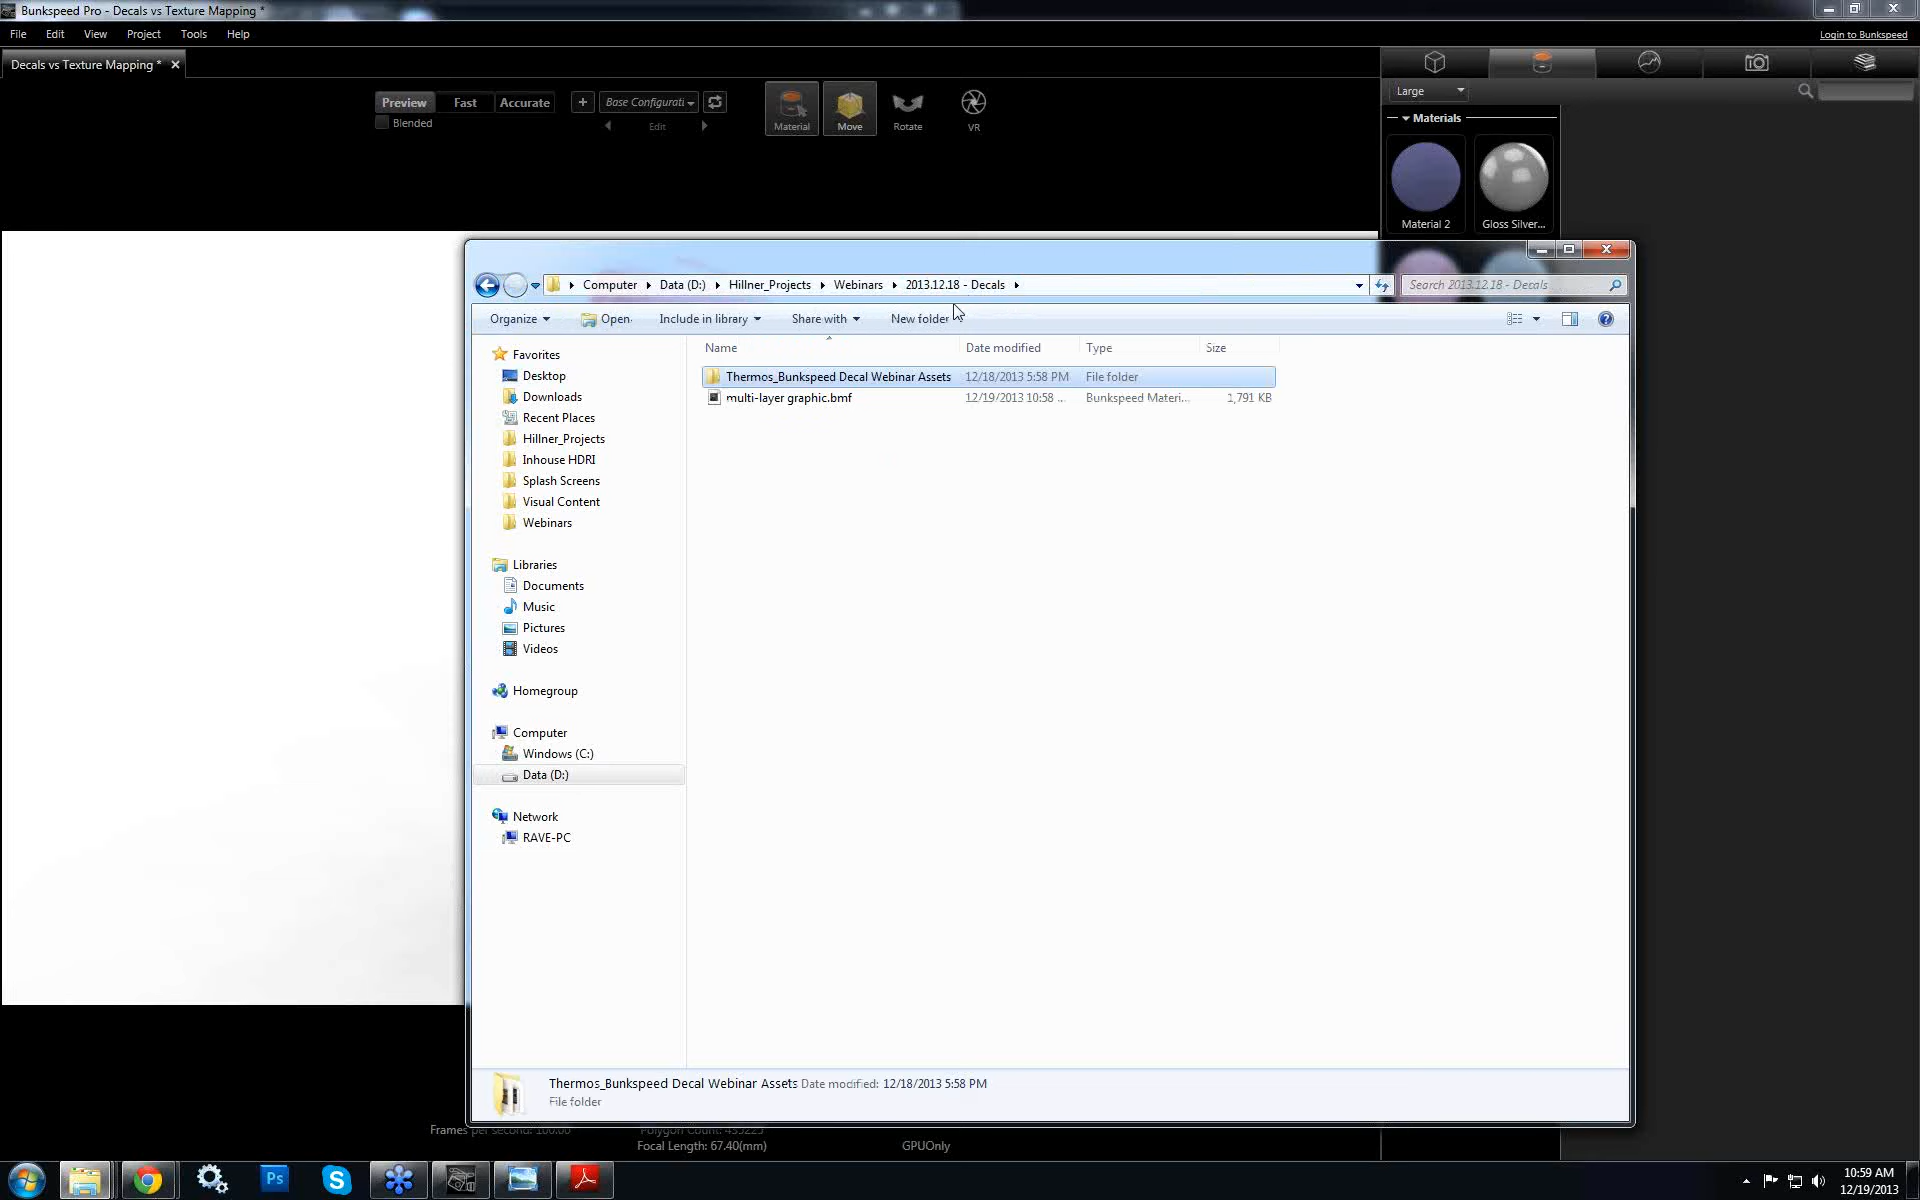 Bunkspeed Pro - Decals vs Texture Mapping *
File Edit View Project Tools Help
Login to Bunkspeed
Decals vs Texture Mapping * ×
Preview Fast Accurate + Base Configurati
Blended Edit
Material Move Rotate VR
Large
Materials
Material 2 Gloss Silver...
Computer Data (D:) Hillner_Projects Webinars 2013.12.18 - Decals
Search 2013.12.18 - Decals
Organize Open Include in library Share with New folder
Name Date modified Type Size
Thermos_Bunkspeed Decal Webinar Assets 12/18/2013 5:58 PM File folder
multi-layer graphic.bmf 12/19/2013 10:58 ... Bunkspeed Materi... 1,791 KB
Favorites
Desktop
Downloads
Recent Places
Hillner_Projects
Inhouse HDRI
Splash Screens
Visual Content
Webinars
Libraries
Documents
Music
Pictures
Videos
Homegroup
Computer
Windows (C:)
Data (D:)
Network
RAVE-PC
Thermos_Bunkspeed Decal Webinar Assets Date modified: 12/18/2013 5:58 PM
File folder
Frames per second: 100.00
Focal Length: 67.40(mm) GPUOnly
Ps
10:59 AM
12/19/2013